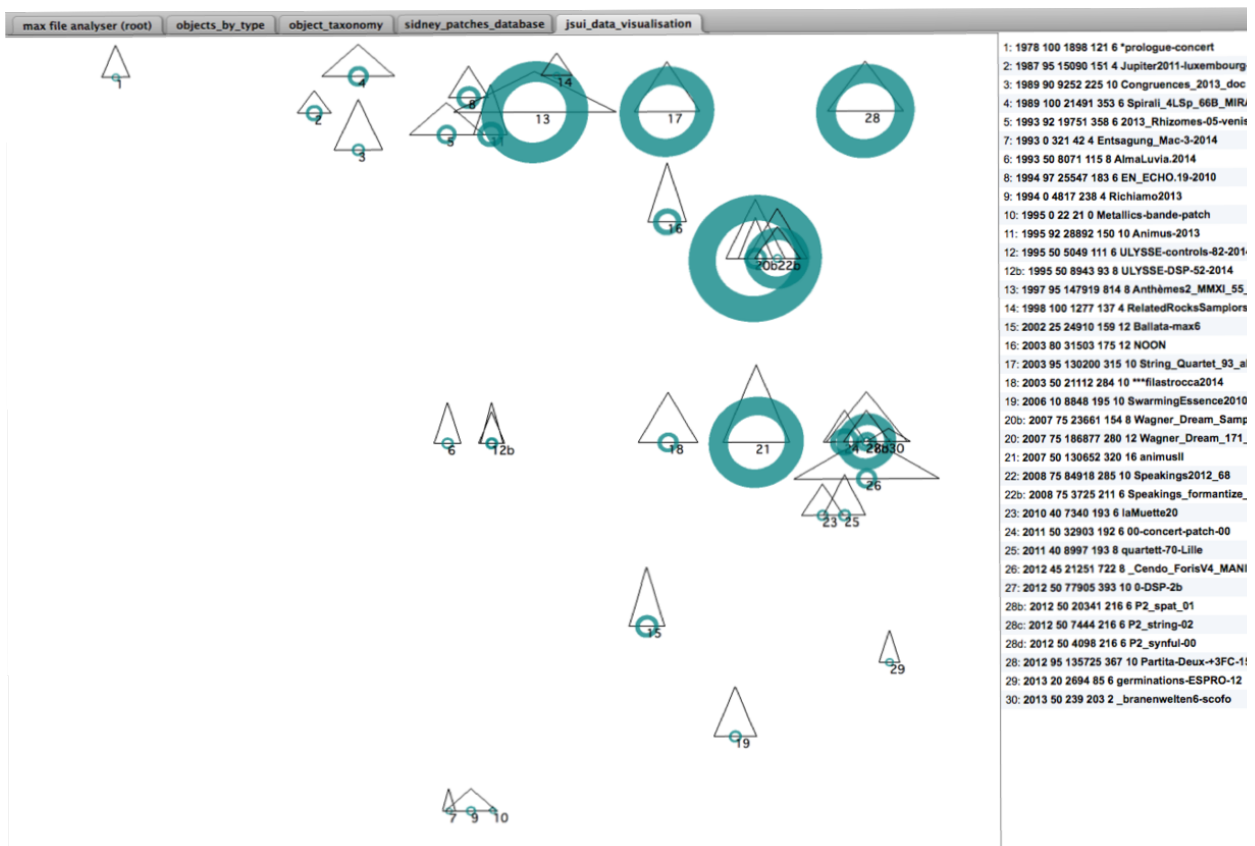 max file analyser (root) objects_by_type object_taxonomy sidney_patches_database jsui_data_visualisation
1
4
14
8
2
13
17
28
5
11
3
16
20b22b
6
12b
18
21
24
30
26
23
25
15
29
19
7
9
10
1: 1978 100 1898 121 6 *prologue-concert
2: 1987 95 15090 151 4 Jupiter2011-luxembourg-
3: 1989 90 9252 225 10 Congruences_2013_doc
4: 1989 100 21491 353 6 Spirali_4LSp_66B_MIRA
5: 1993 92 19751 358 6 2013_Rhizomes-05-venis
7: 1993 0 321 42 4 Entsagung_Mac-3-2014
6: 1993 50 8071 115 8 AlmaLuvia.2014
8: 1994 97 25547 183 6 EN_ECHO.19-2010
9: 1994 0 4817 238 4 Richiamo2013
10: 1995 0 22 21 0 Metallics-bande-patch
11: 1995 92 28892 150 10 Animus-2013
12: 1995 50 5049 111 6 ULYSSE-controls-82-2014
12b: 1995 50 8943 93 8 ULYSSE-DSP-52-2014
13: 1997 95 147919 814 8 Anthèmes2_MMXI_55_
14: 1998 100 1277 137 4 RelatedRocksSamplors
15: 2002 25 24910 159 12 Ballata-max6
16: 2003 80 31503 175 12 NOON
17: 2003 95 130200 315 10 String_Quartet_93_al
18: 2003 50 21112 284 10 ***filastrocca2014
19: 2006 10 8848 195 10 SwarmingEssence2010
20b: 2007 75 23661 154 8 Wagner_Dream_Samp
20: 2007 75 186877 280 12 Wagner_Dream_171_
21: 2007 50 130652 320 16 animusII
22: 2008 75 84918 285 10 Speakings2012_68
22b: 2008 75 3725 211 6 Speakings_formantize_
23: 2010 40 7340 193 6 laMuette20
24: 2011 50 32903 192 6 00-concert-patch-00
25: 2011 40 8997 193 8 quartett-70-Lille
26: 2012 45 21251 722 8 _Cendo_ForisV4_MANI
27: 2012 50 77905 393 10 0-DSP-2b
28b: 2012 50 20341 216 6 P2_spat_01
28c: 2012 50 7444 216 6 P2_string-02
28d: 2012 50 4098 216 6 P2_synful-00
28: 2012 95 135725 367 10 Partita-Deux-+3FC-15
29: 2013 20 2694 85 6 germinations-ESPRO-12
30: 2013 50 239 203 2 _branenwelten6-scofo